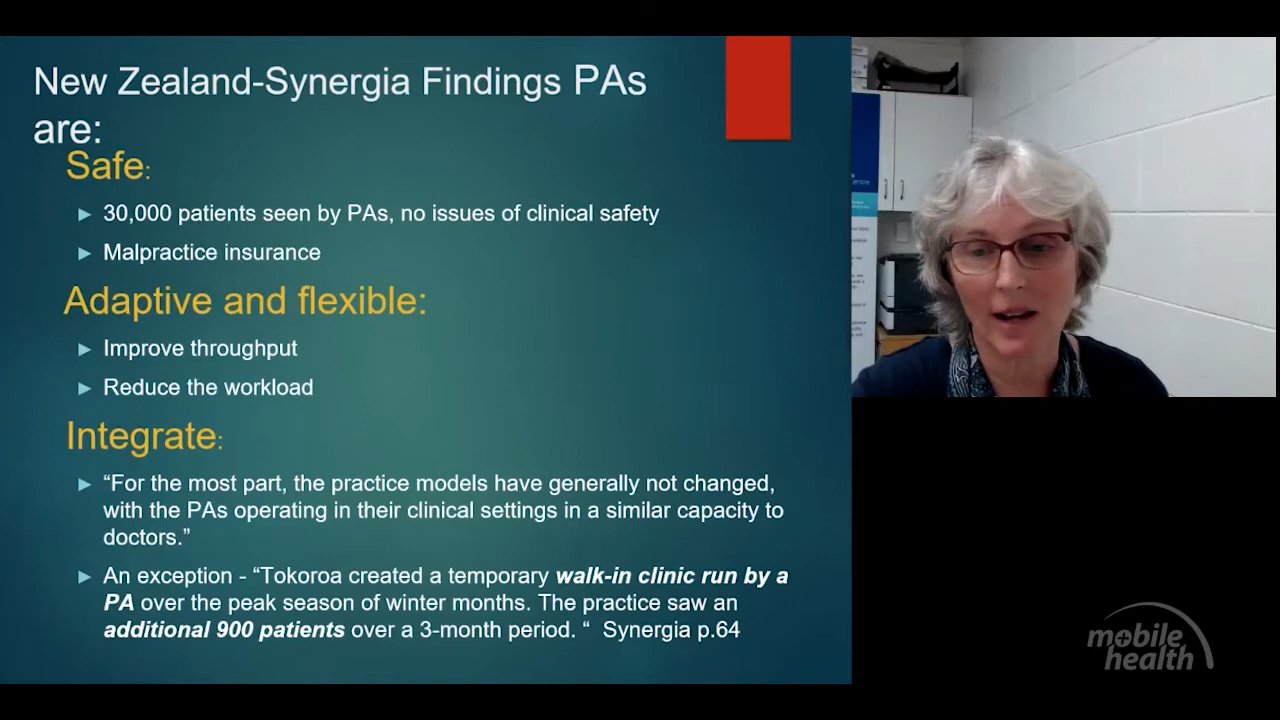 New Zealand-Synergia Findings PAs
are:
Safe:
30,000 patients seen by PAs, no issues of clinical safety
Malpractice insurance
Adaptive and flexible:
Improve throughput
Reduce the workload
Integrate:
“For the most part, the practice models have generally not changed,
with the PAs operating in their clinical settings in a similar capacity to
doctors.”
An exception - “Tokoroa created a temporary walk-in clinic run by a
PA over the peak season of winter months. The practice saw an
additional 900 patients over a 3-month period. “ Synergia p.64
mobile
health